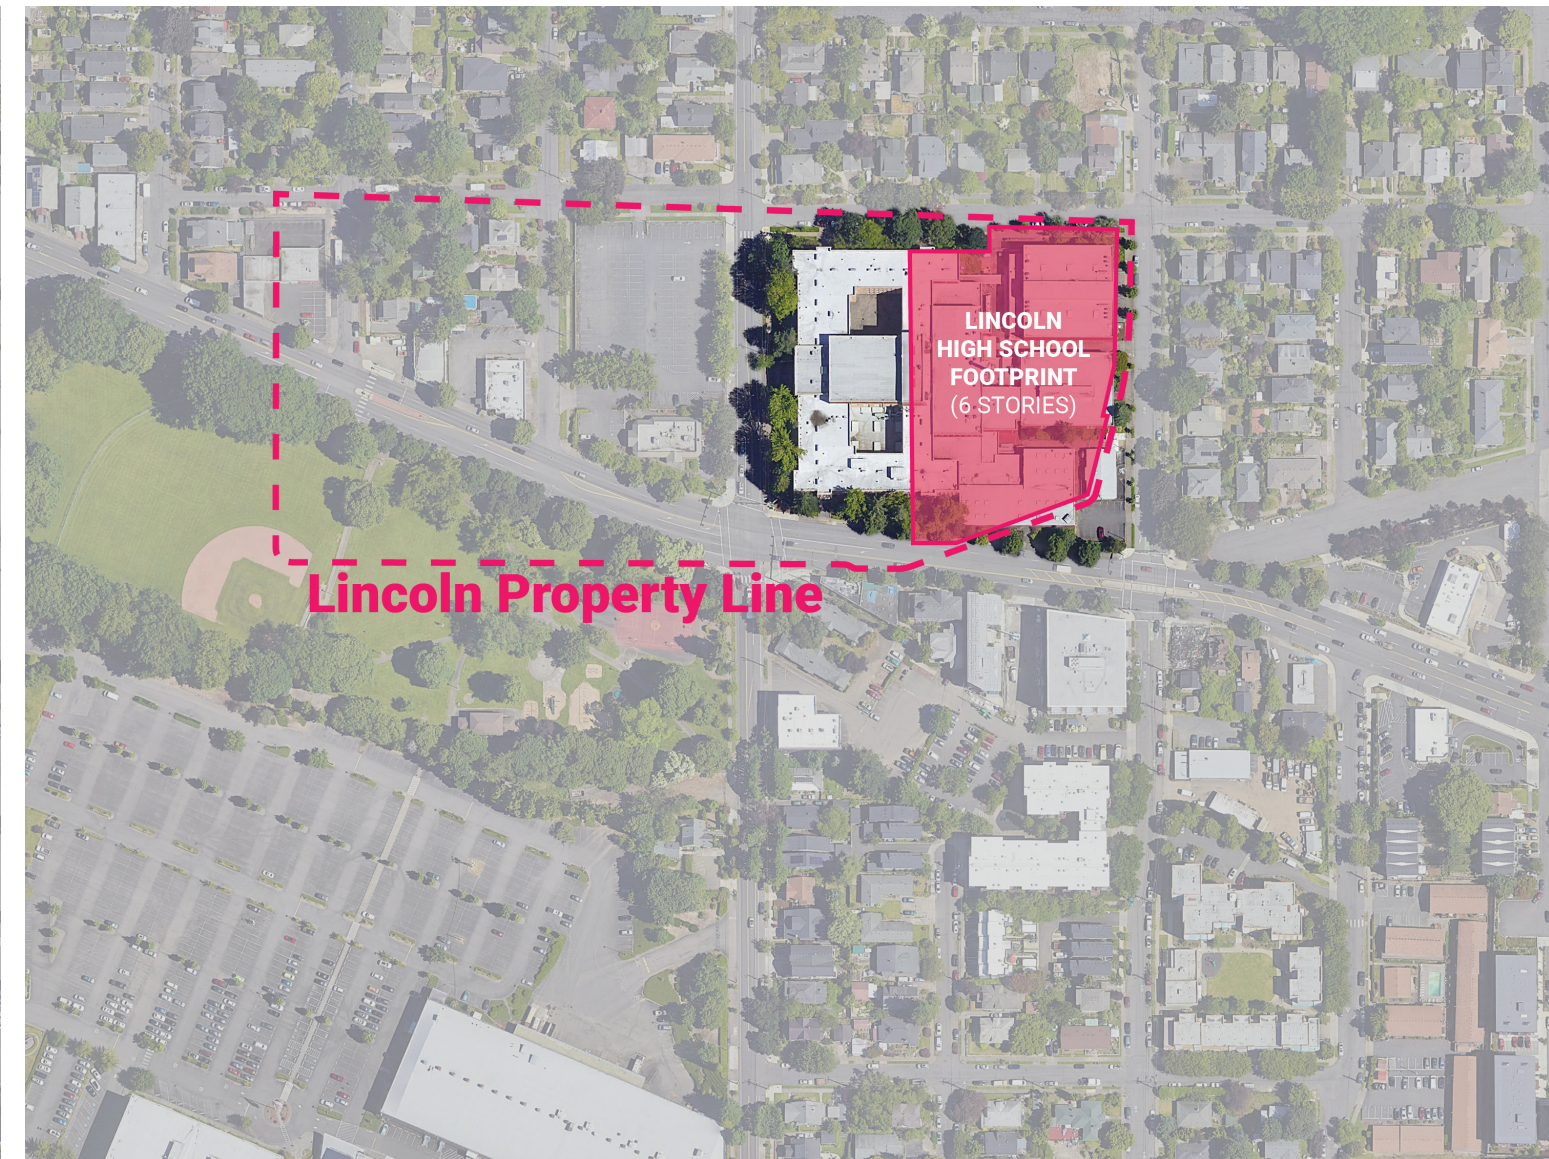 LINCOLN
HIGH SCHOOL
FOOTPRINT
(6 STORIES)
Lincoln Property Line